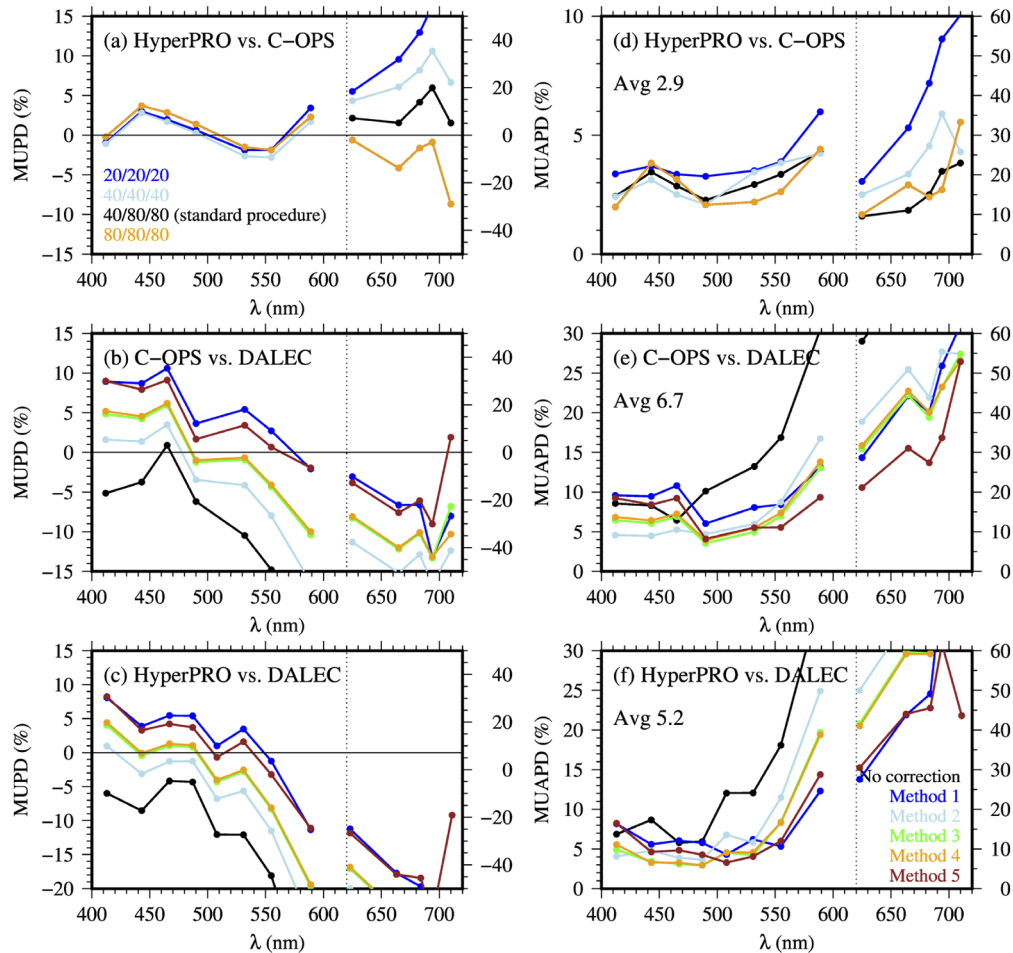 (a) HyperPRO vs. C−OPS
MUPD (%)
15
10
5
0
−5
−10
−15
40
20
0
−20
−40
20/20/20
40/40/40
40/80/80 (standard procedure)
80/80/80
400 450 500 550 600 650 700
λ (nm)
(d) HyperPRO vs. C−OPS
Avg 2.9
MUAPD (%)
10
5
0
60
50
40
30
20
10
0
400 450 500 550 600 650 700
λ (nm)
(b) C−OPS vs. DALEC
MUPD (%)
15
10
5
0
−5
−10
−15
40
20
0
−20
−40
400 450 500 550 600 650 700
λ (nm)
(e) C−OPS vs. DALEC
Avg 6.7
MUAPD (%)
30
25
20
15
10
5
0
60
50
40
30
20
10
0
400 450 500 550 600 650 700
λ (nm)
(c) HyperPRO vs. DALEC
MUPD (%)
15
10
5
0
−5
−10
−15
−20
40
20
0
−20
−40
400 450 500 550 600 650 700
λ (nm)
(f) HyperPRO vs. DALEC
Avg 5.2
MUAPD (%)
30
25
20
15
10
5
0
60
50
40
30
20
10
0
No correction
Method 1
Method 2
Method 3
Method 4
Method 5
400 450 500 550 600 650 700
λ (nm)